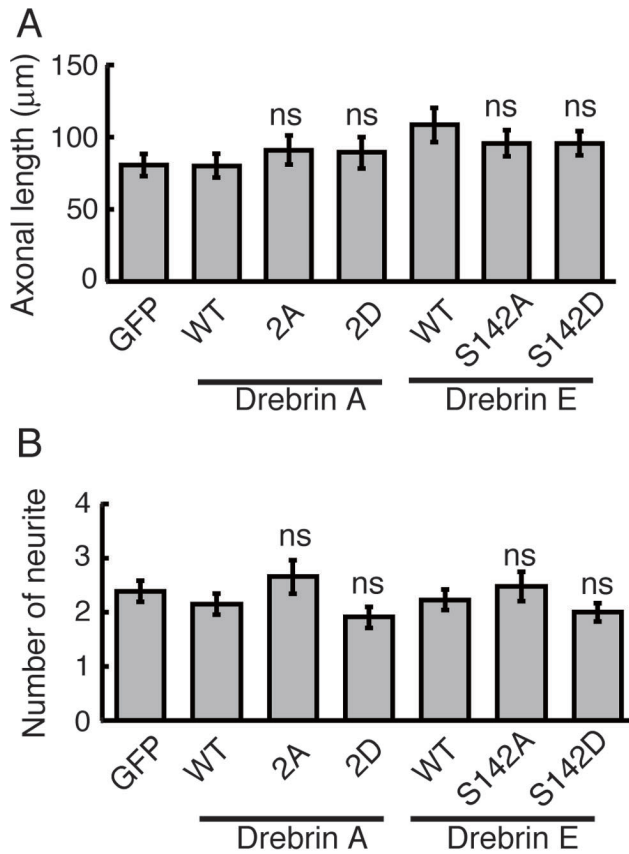 A
Axonal length (μm)
150
100
50
0
ns
ns
ns
ns
GFP
WT
2A
2D
WT
S142A
S142D
Drebrin A
Drebrin E
B
Number of neurite
4
3
2
1
0
ns
ns
ns
ns
GFP
WT
2A
2D
WT
S142A
S142D
Drebrin A
Drebrin E